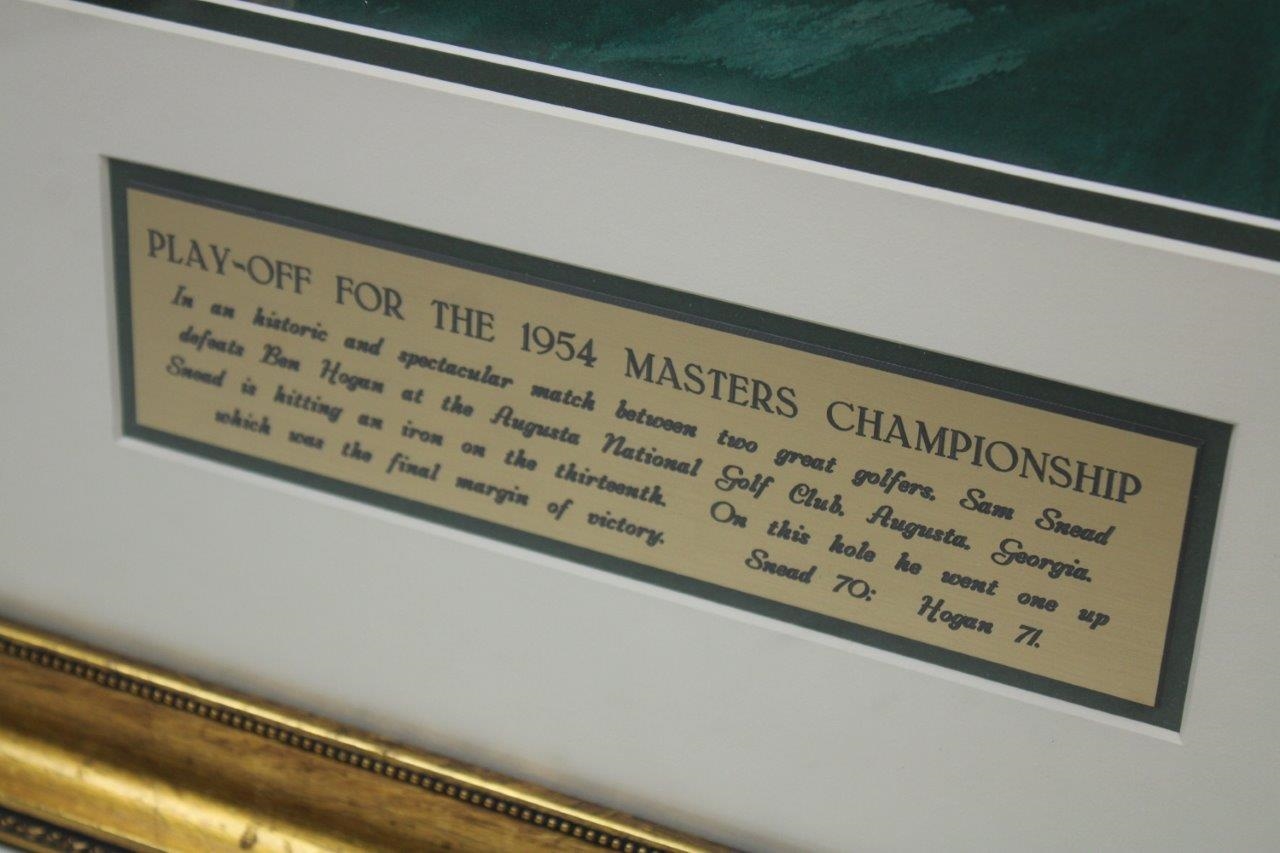 PLAY-OFF FOR THE 1954 MASTERS CHAMPIONSHIP
In an historic and spectacular match between two great golfers, Sam Snead
defeats Ben Hogan at the Augusta National Golf Club, Augusta, Georgia.
Snead is hitting an iron on the thirteenth. On this hole he went one up
which was the final margin of victory. Snead 70; Hogan 71.